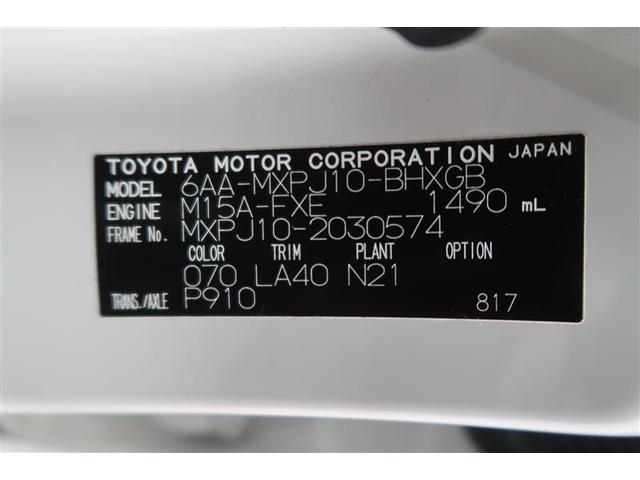 TOYOTA MOTOR CORPORATION JAPAN
MODEL 6AA-MXPJ10-BHXGB
ENGINE M15A-FXE 1490 mL
FRAME No. MXPJ10-2030574
COLOR TRIM PLANT OPTION
070 LA40 N21
TRANS./AXLE P910 817